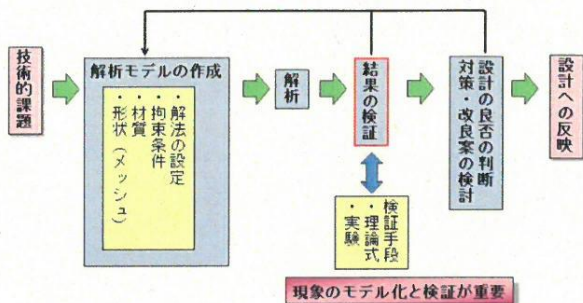 技術的課題
解析モデルの作成
・解法の設定
・拘束条件
・材質
・形状（メッシュ）
解析
結果の検証
検証手段
・理論式
・実験
設計の良否の判断
対策・改良案の検討
設計への反映
現象のモデル化と検証が重要